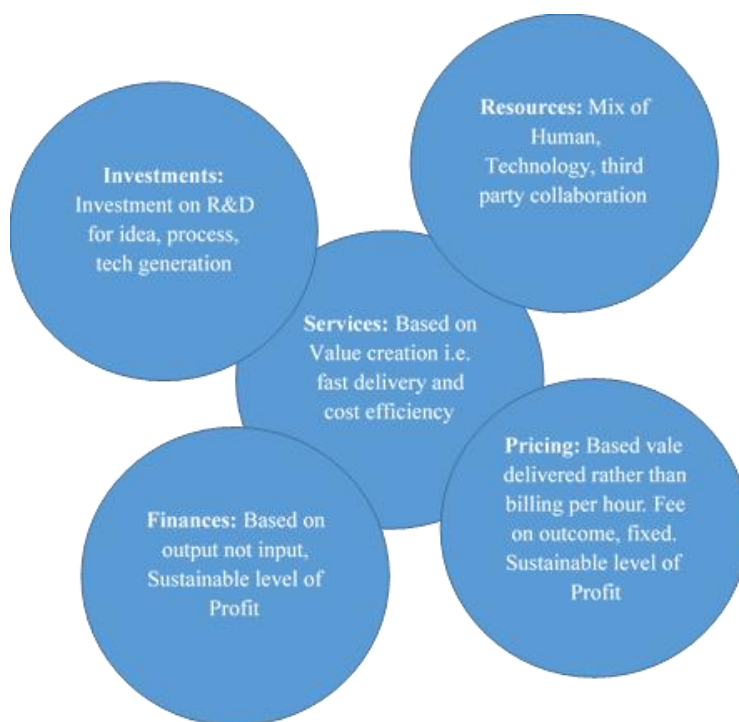 Investments:
Investment on R&D
for idea, process,
tech generation
Resources: Mix of
Human,
Technology, third
party collaboration
Services: Based on
Value creation i.e.
fast delivery and
cost efficiency
Finances: Based on
output not input,
Sustainable level of
Profit
Pricing: Based vale
delivered rather than
billing per hour. Fee
on outcome, fixed.
Sustainable level of
Profit